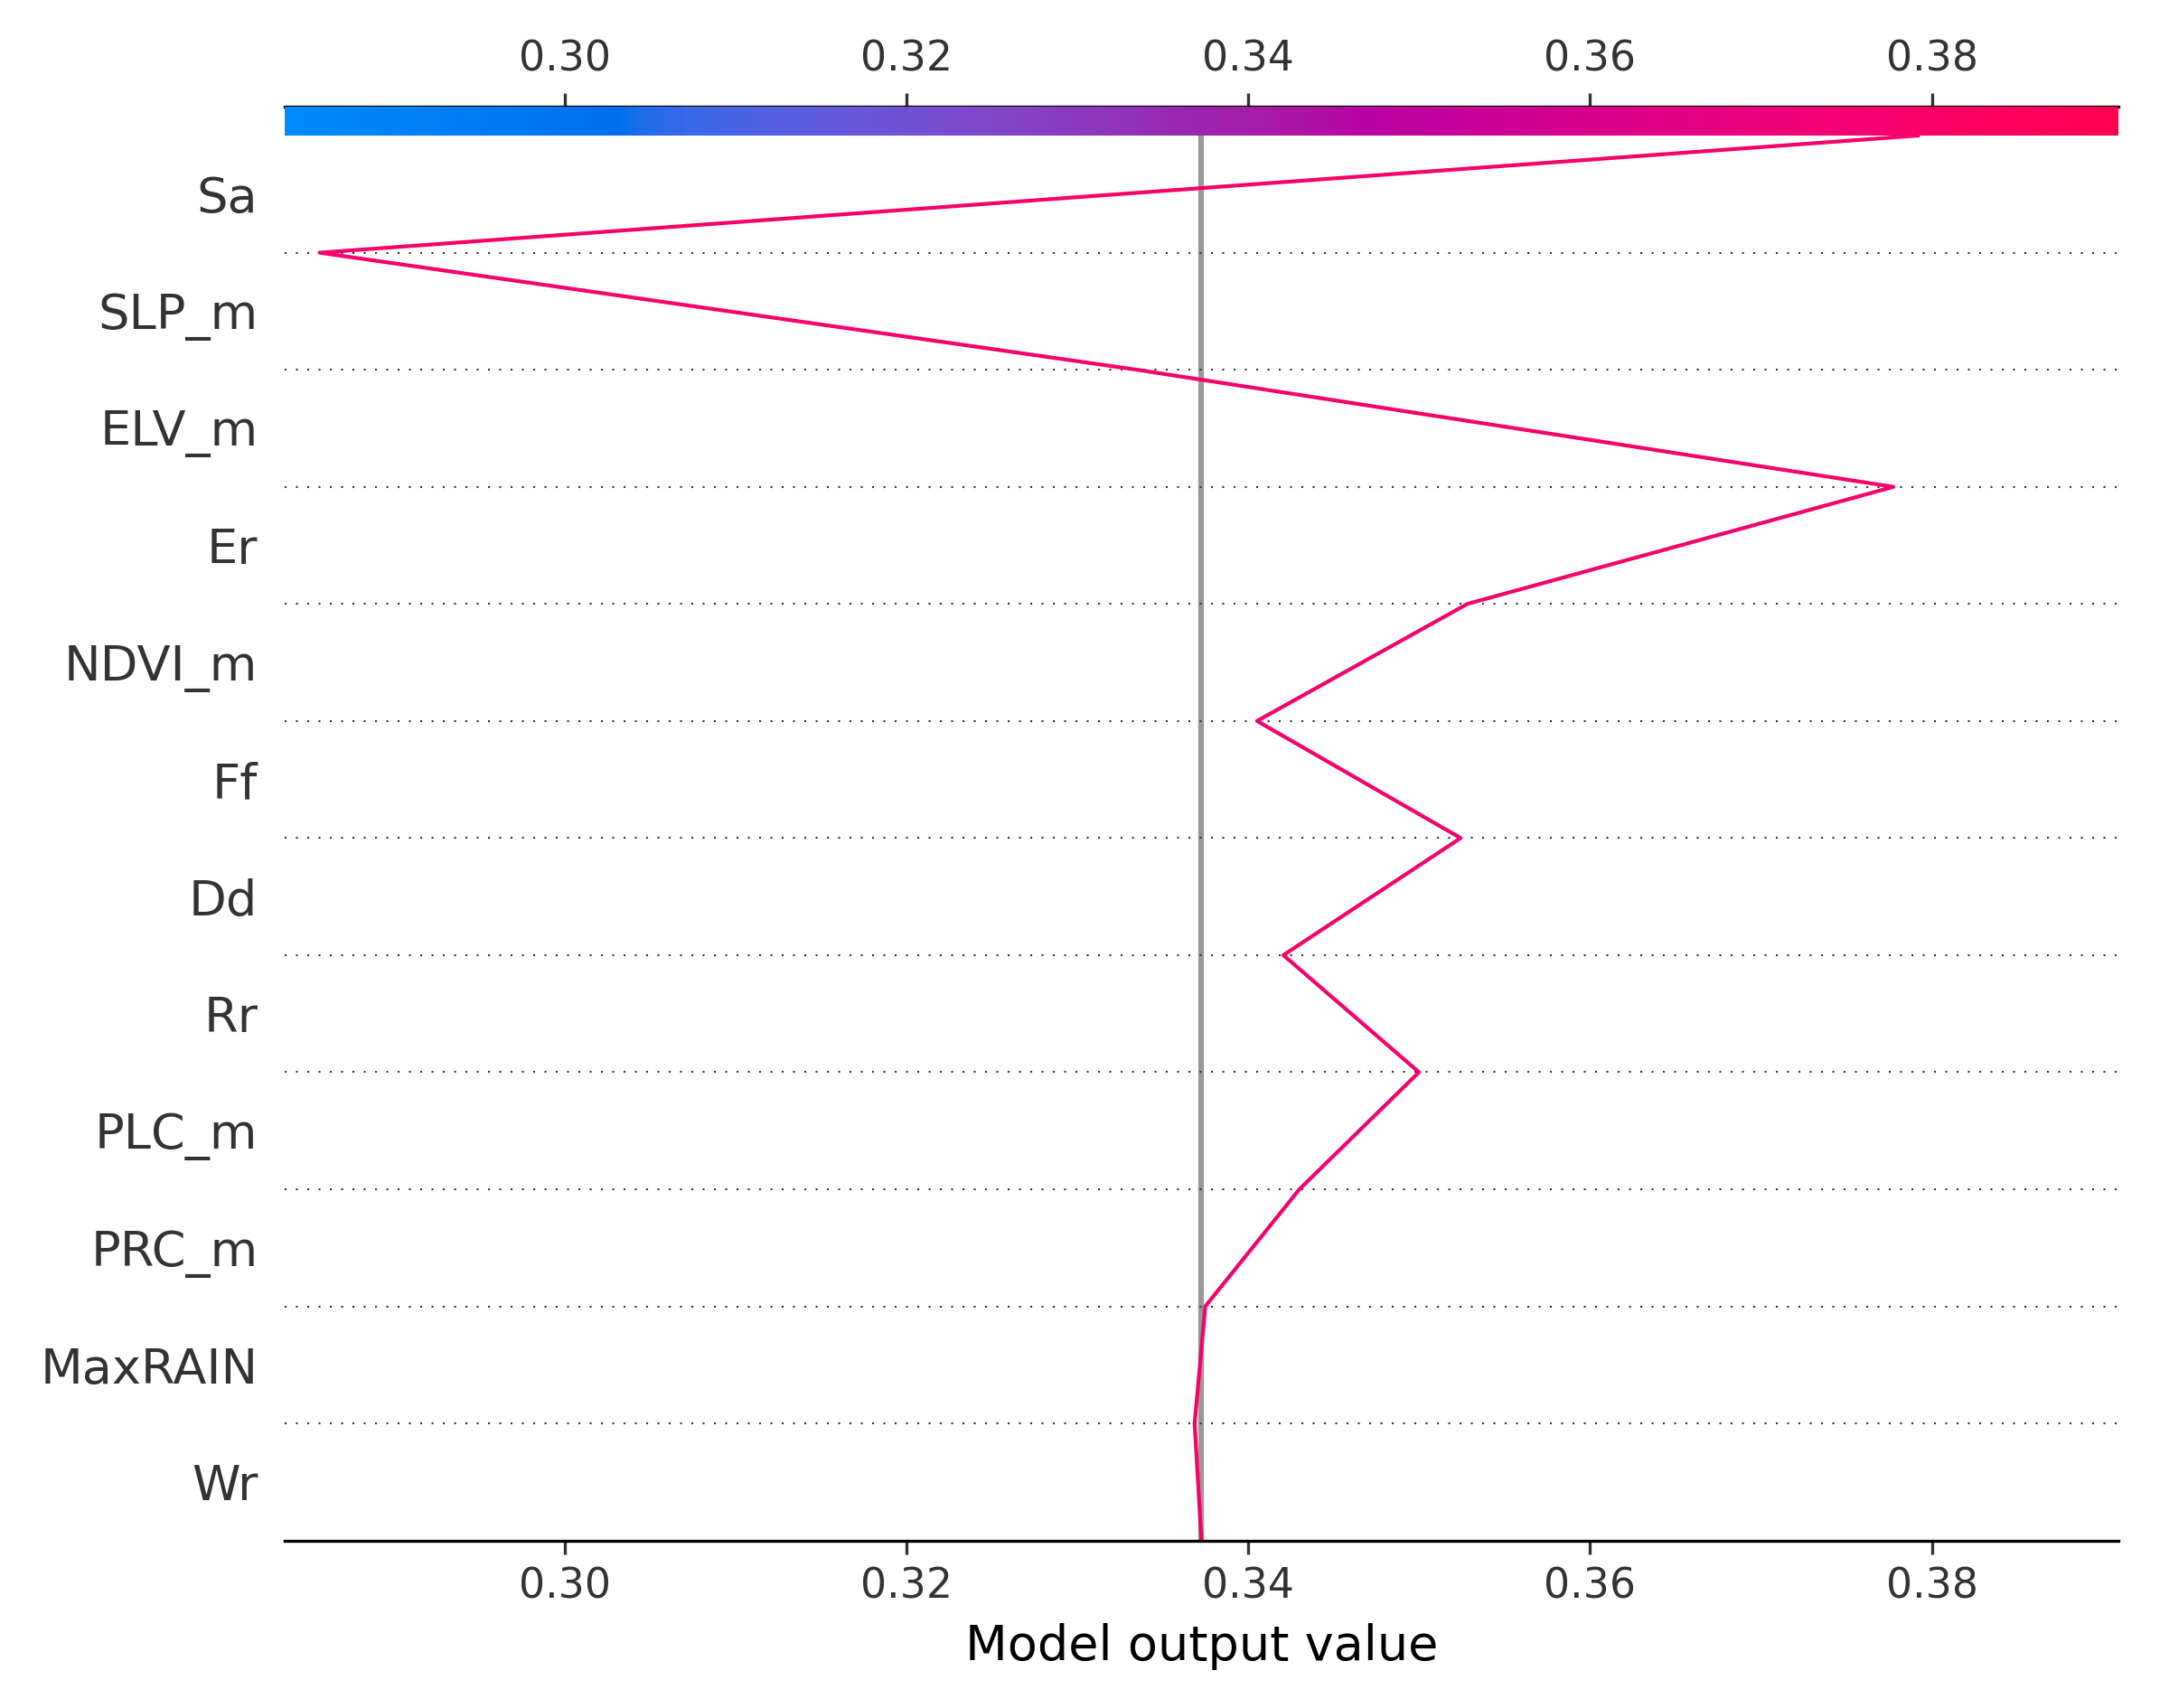 0.30 0.32 0.34 0.36 0.38
Sa
SLP_m
ELV_m
Er
NDVI_m
Ff
Dd
Rr
PLC_m
PRC_m
MaxRAIN
Wr
0.30 0.32 0.34 0.36 0.38
Model output value